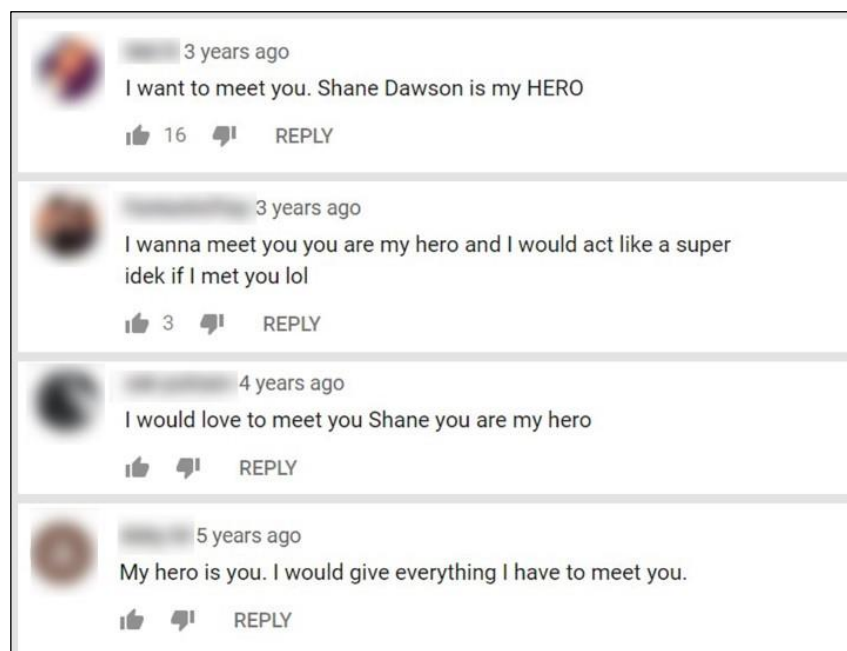 3 years ago
I want to meet you. Shane Dawson is my HERO
16 REPLY
3 years ago
I wanna meet you you are my hero and I would act like a super
idek if I met you lol
3 REPLY
4 years ago
I would love to meet you Shane you are my hero
REPLY
5 years ago
My hero is you. I would give everything I have to meet you.
REPLY